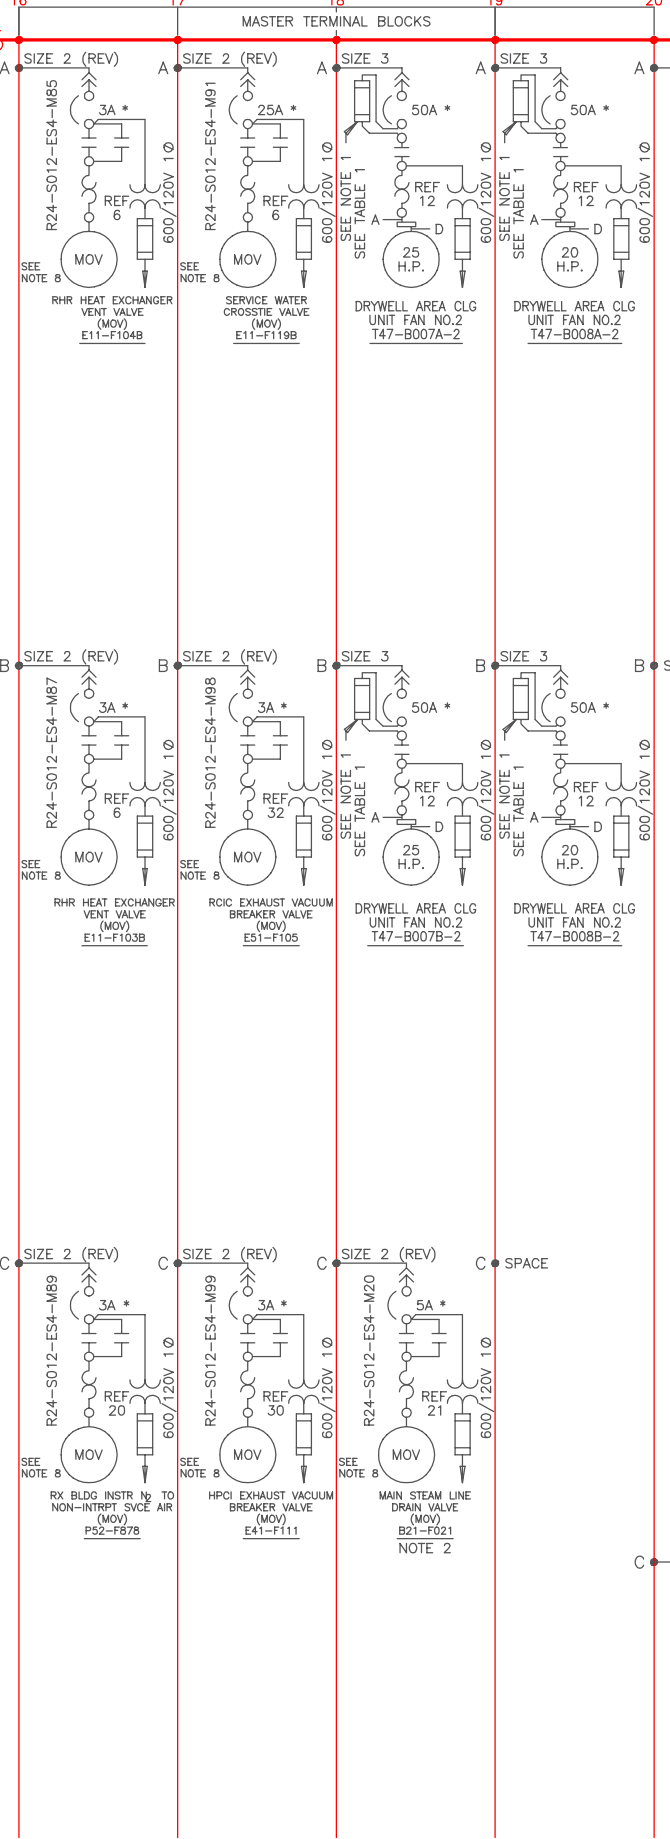 16 17 18 19 20
MASTER TERMINAL BLOCKS
A SIZE 2 (REV)
R24-S012-ES4-M85
3A *
REF
6
600/120V 1Ø
MOV
SEE
NOTE 8
RHR HEAT EXCHANGER
VENT VALVE
(MOV)
E11-F104B
A SIZE 2 (REV)
R24-S012-ES4-M91
25A *
REF
6
600/120V 1Ø
MOV
SEE
NOTE 8
SERVICE WATER
CROSSTIE VALVE
(MOV)
E11-F119B
A SIZE 3
50A *
SEE NOTE 1
SEE TABLE 1
REF
12
A
D
600/120V 1Ø
25
H.P.
DRYWELL AREA CLG
UNIT FAN NO.2
T47-B007A-2
A SIZE 3
50A *
SEE NOTE 1
SEE TABLE 1
REF
12
A
D
600/120V 1Ø
20
H.P.
DRYWELL AREA CLG
UNIT FAN NO.2
T47-B008A-2
A
B SIZE 2 (REV)
R24-S012-ES4-M87
3A *
REF
6
600/120V 1Ø
MOV
SEE
NOTE 8
RHR HEAT EXCHANGER
VENT VALVE
(MOV)
E11-F103B
B SIZE 2 (REV)
R24-S012-ES4-M98
3A *
REF
32
600/120V 1Ø
MOV
SEE
NOTE 8
RCIC EXHAUST VACUUM
BREAKER VALVE
(MOV)
E51-F105
B SIZE 3
50A *
SEE NOTE 1
SEE TABLE 1
REF
12
A
D
600/120V 1Ø
25
H.P.
DRYWELL AREA CLG
UNIT FAN NO.2
T47-B007B-2
B SIZE 3
50A *
SEE NOTE 1
SEE TABLE 1
REF
12
A
D
600/120V 1Ø
20
H.P.
DRYWELL AREA CLG
UNIT FAN NO.2
T47-B008B-2
B S
C SIZE 2 (REV)
R24-S012-ES4-M89
3A *
REF
20
600/120V 1Ø
MOV
SEE
NOTE 8
RX BLDG INSTR N2 TO
NON-INTRPT SVCE AIR
(MOV)
P52-F878
C SIZE 2 (REV)
R24-S012-ES4-M99
3A *
REF
30
600/120V 1Ø
MOV
SEE
NOTE 8
HPCI EXHAUST VACUUM
BREAKER VALVE
(MOV)
E41-F111
C SIZE 2 (REV)
R24-S012-ES4-M20
5A *
REF
21
600/120V 1Ø
MOV
SEE
NOTE 8
MAIN STEAM LINE
DRAIN VALVE
(MOV)
B21-F021
NOTE 2
C SPACE
C